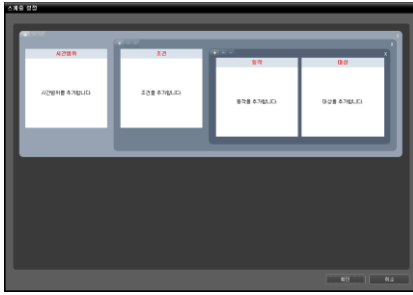 스케줄 설정
시간범위
조건
동작
대상
시간범위를 추가합니다.
조건을 추가합니다.
동작을 추가합니다.
대상을 추가합니다.
확인
취소